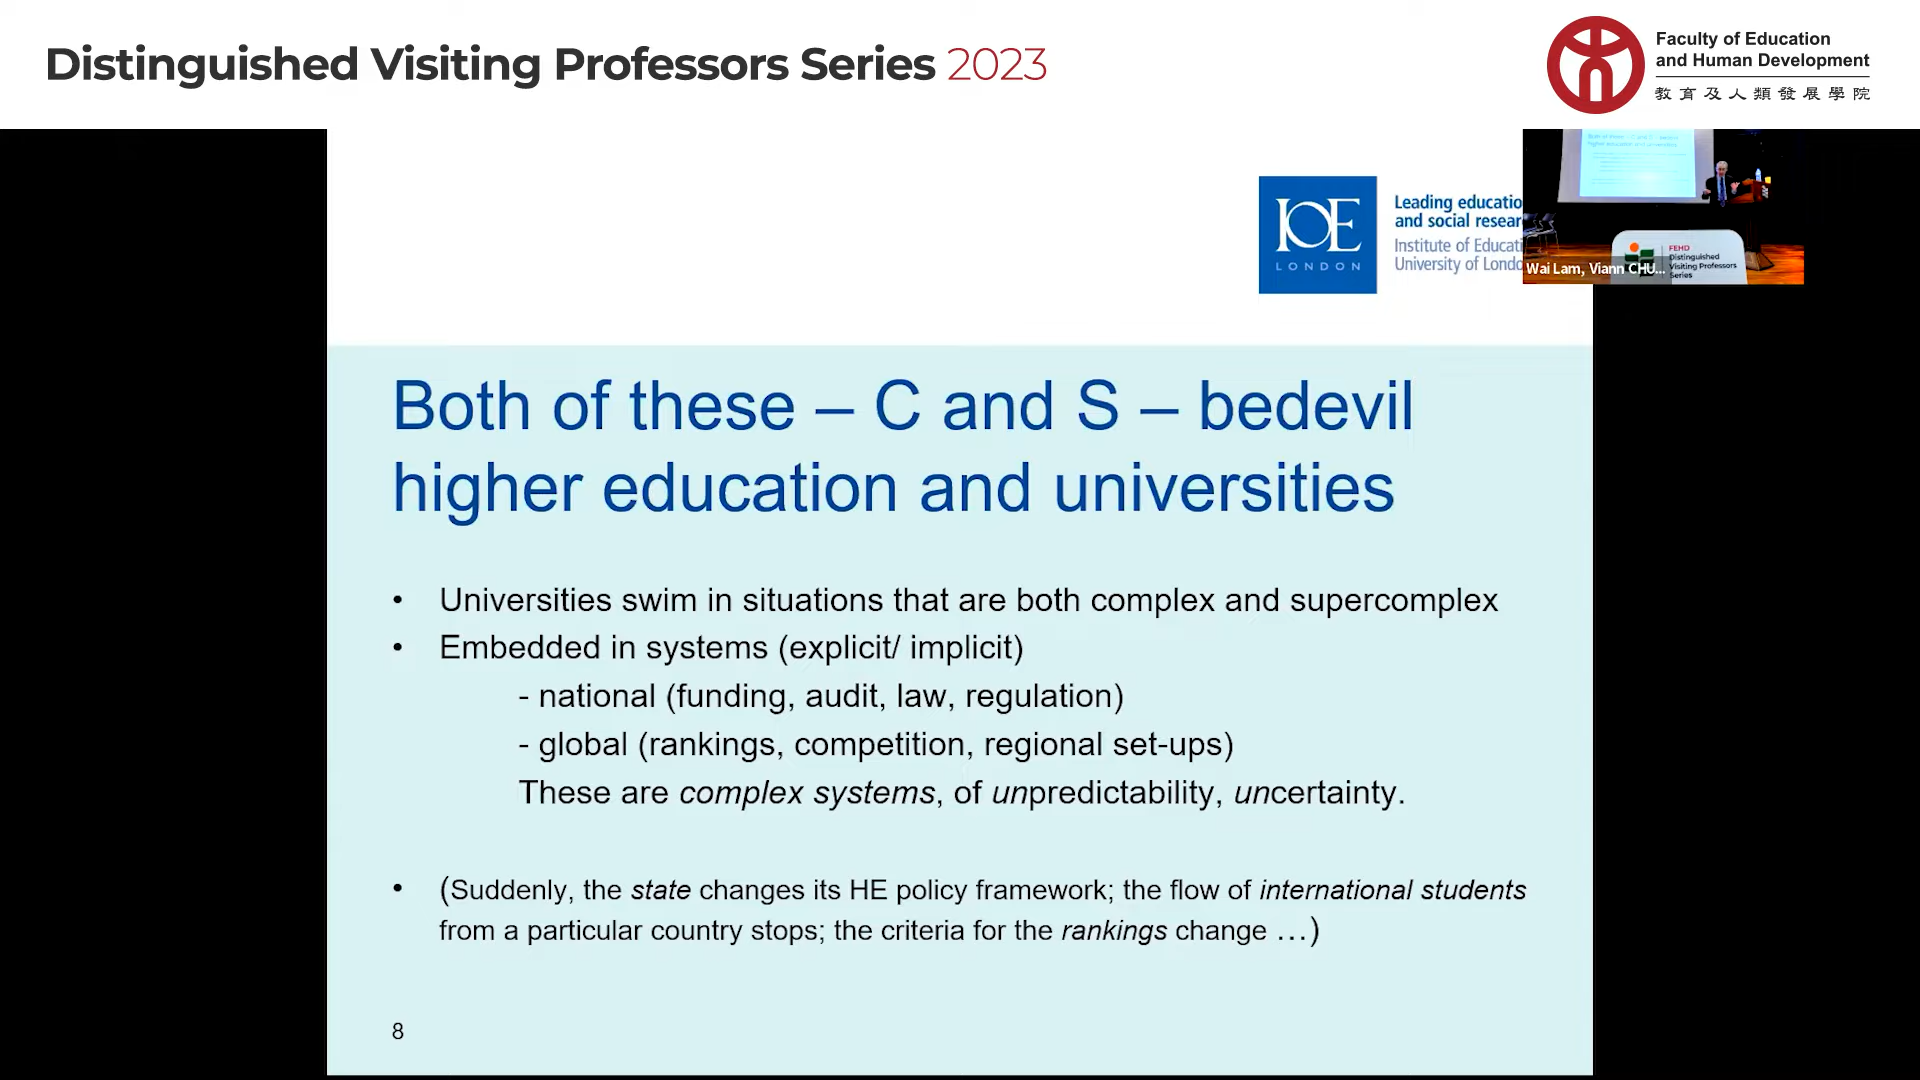 Distinguished Visiting Professors Series 2023
Faculty of Education
and Human Development
教育及人類發展學院
IOE
LONDON
Leading educatio
and social resear
Institute of Educati
University of Londo
FEHD
Distinguished
Visiting Professors
Series
Wai Lam, Viann CHU...
Both of these – C and S – bedevil
higher education and universities
• Universities swim in situations that are both complex and supercomplex
• Embedded in systems (explicit/ implicit)
- national (funding, audit, law, regulation)
- global (rankings, competition, regional set-ups)
These are complex systems, of unpredictability, uncertainty.
• (Suddenly, the state changes its HE policy framework; the flow of international students
from a particular country stops; the criteria for the rankings change …)
8